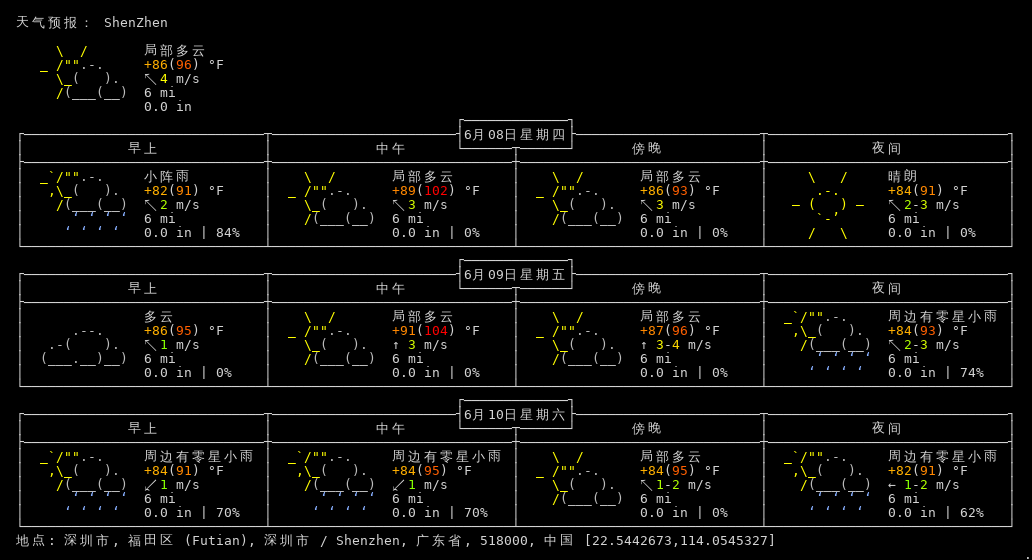 天气预报： ShenZhen
局部多云
+86(96) °F
↖ 4 m/s
6 mi
0.0 in
6月08日星期四
早上 中午 傍晚 夜间
小阵雨 局部多云 局部多云 晴朗
+82(91) °F +89(102) °F +86(93) °F +84(91) °F
↖ 2 m/s ↖ 3 m/s ↖ 3 m/s ↖ 2-3 m/s
6 mi 6 mi 6 mi 6 mi
0.0 in | 84% 0.0 in | 0% 0.0 in | 0% 0.0 in | 0%
6月09日星期五
早上 中午 傍晚 夜间
多云 局部多云 局部多云 周边有零星小雨
+86(95) °F +91(104) °F +87(96) °F +84(93) °F
↖ 1 m/s ↑ 3 m/s ↑ 3-4 m/s ↖ 2-3 m/s
6 mi 6 mi 6 mi 6 mi
0.0 in | 0% 0.0 in | 0% 0.0 in | 0% 0.0 in | 74%
6月10日星期六
早上 中午 傍晚 夜间
周边有零星小雨 周边有零星小雨 局部多云 周边有零星小雨
+84(91) °F +84(95) °F +84(95) °F +82(91) °F
↙ 1 m/s ↙ 1 m/s ↖ 1-2 m/s ← 1-2 m/s
6 mi 6 mi 6 mi 6 mi
0.0 in | 70% 0.0 in | 70% 0.0 in | 0% 0.0 in | 62%
地点: 深圳市, 福田区 (Futian), 深圳市 / Shenzhen, 广东省, 518000, 中国 [22.5442673,114.0545327]